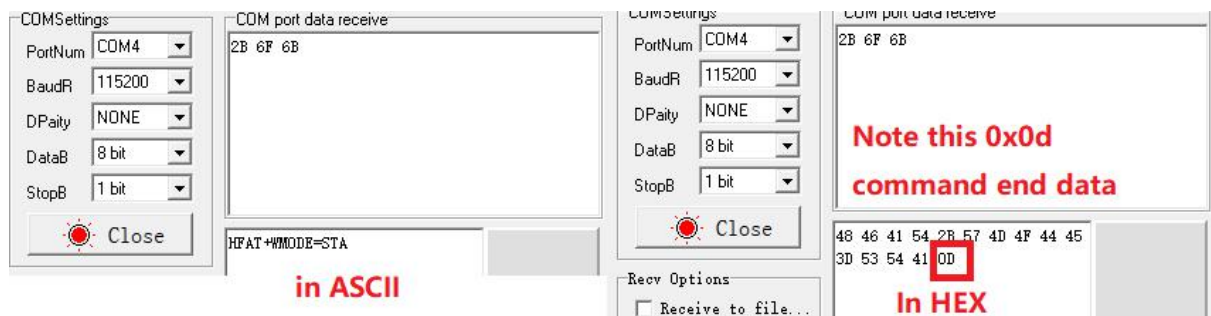 COMSettings
PortNum COM4
BaudR 115200
DPaity NONE
DataB 8 bit
StopB 1 bit
Close
COM port data receive
2B 6F 6B
HFAT+WMODE=STA
in ASCII
COMSettings
PortNum COM4
BaudR 115200
DPaity NONE
DataB 8 bit
StopB 1 bit
Close
Recv Options
Receive to file...
COM port data receive
2B 6F 6B
Note this 0x0d
command end data
48 46 41 54 2B 57 4D 4F 44 45
3D 53 54 41 0D
In HEX